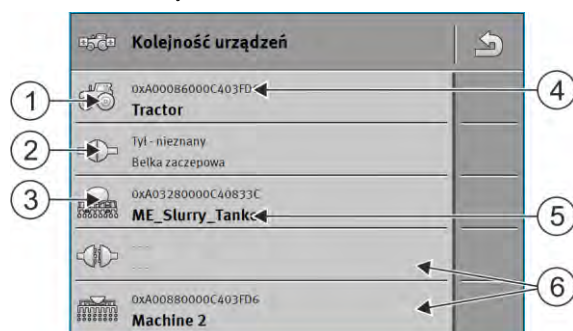 Kolejność urządzeń
0xA00086000C403FD
Tractor
Tył - nieznany
Belka zaczepowa
0xA03280000C40833C
ME_Slurry_Tank
-----
-----
0xA00880000C403FD6
Machine 2
1
2
3
4
5
6